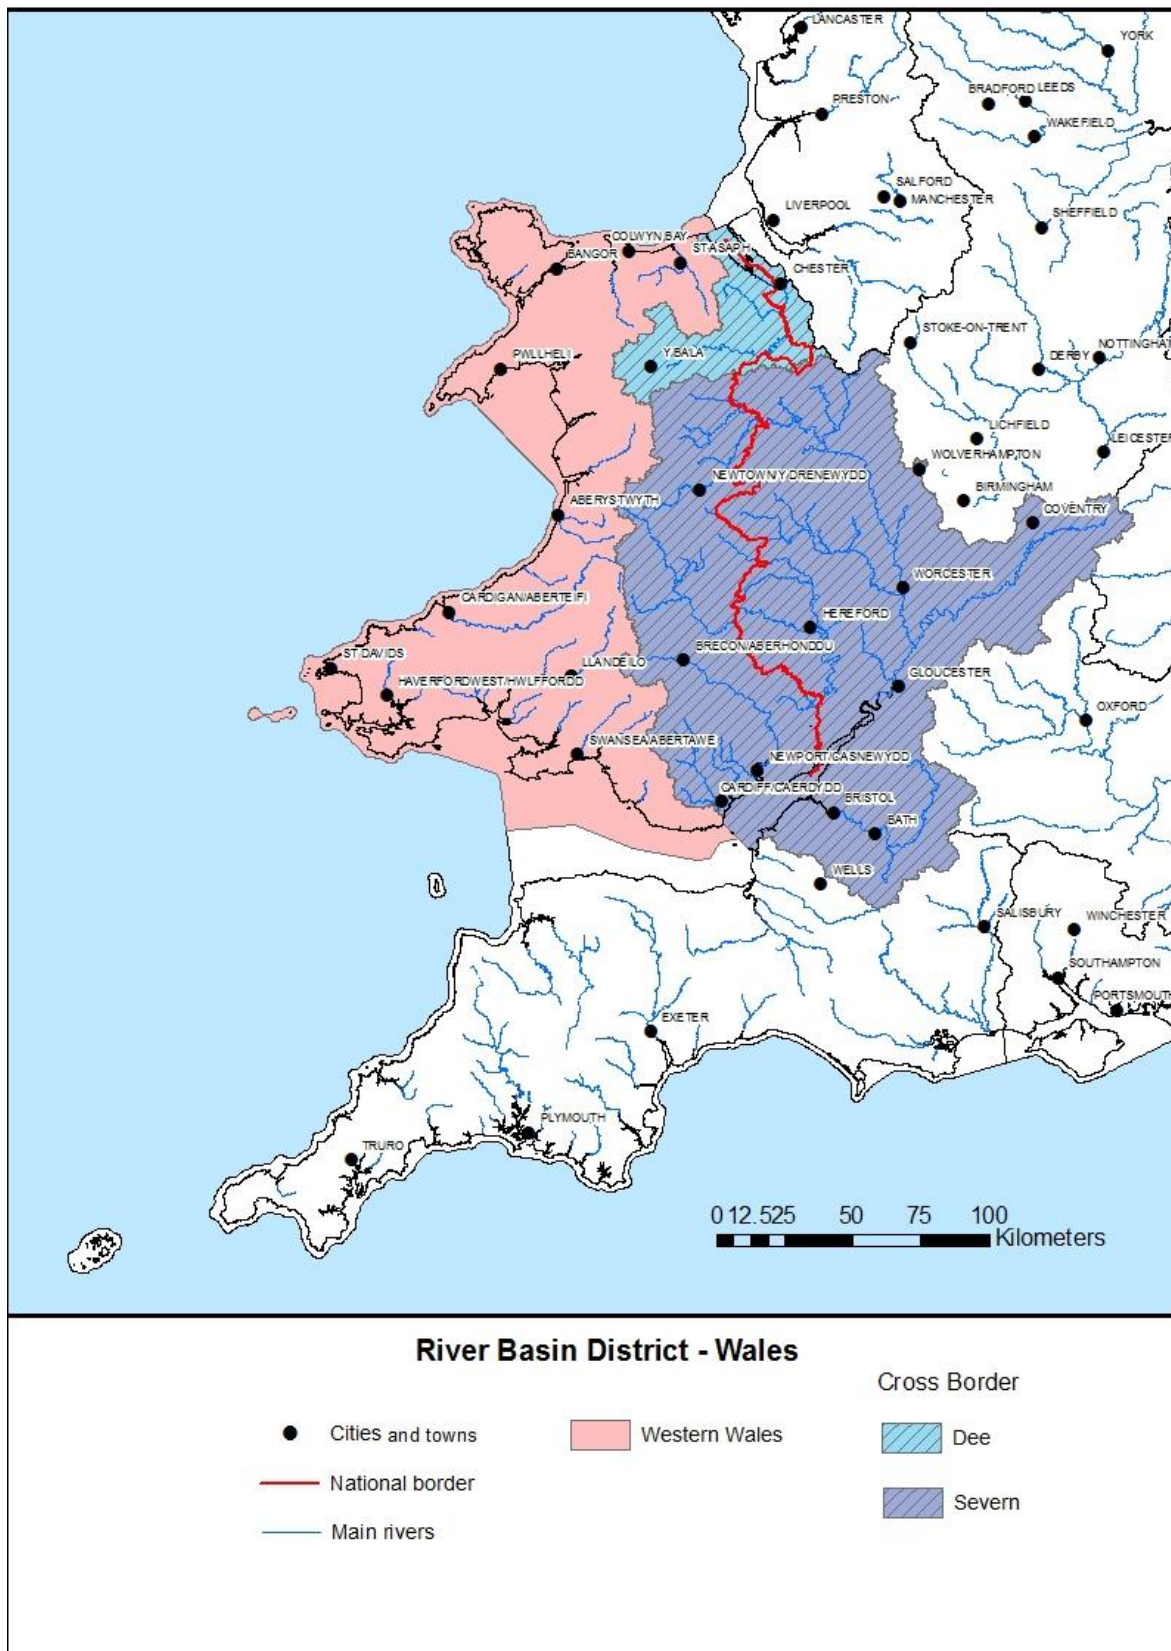 LANCASTER
YORK
BRADFORD
LEEDS
PRESTON
WAKEFIELD
SALFORD
MANCHESTER
LIVERPOOL
SHEFFIELD
COLWYN BAY
ST ASAPH
BANGOR
CHESTER
STOKE-ON-TRENT
NOTTINGHAM
PWLLHELI
Y BALA
DERBY
LICHFIELD
LEICESTER
WOLVERHAMPTON
NEWTOWN/Y DRENEWYDD
BIRMINGHAM
ABERYSTWYTH
COVENTRY
WORCESTER
CARDIGAN/ABERTEIFI
HEREFORD
BRECON/ABERHONDDU
ST DAVIDS
LLANDEILO
GLOUCESTER
HAVERFORDWEST/HWLFFORDD
OXFORD
SWANSEA/ABERTAWE
NEWPORT/CASNEWYDD
CARDIFF/CAERDYDD
BRISTOL
BATH
WELLS
SALISBURY
WINCHESTER
SOUTHAMPTON
PORTSMOUTH
EXETER
PLYMOUTH
TRURO
0 12.525 50 75 100
Kilometers
River Basin District - Wales
Cross Border
Cities and towns
Western Wales
Dee
National border
Severn
Main rivers